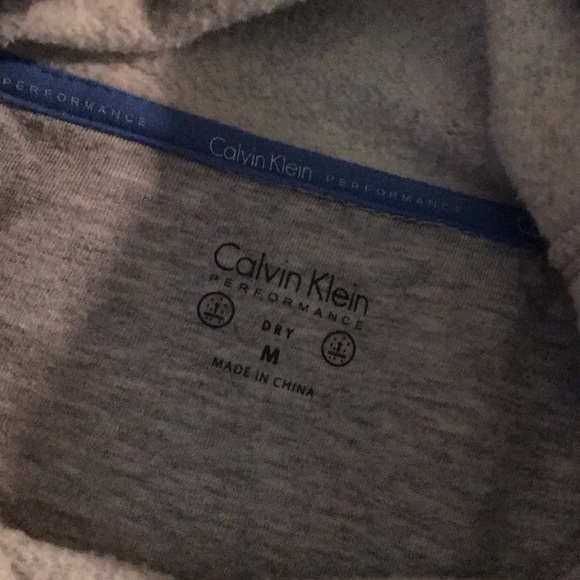 PERFORMANCE
Calvin Klein PERFORMANCE
Calvin Klein
PERFORMANCE
DRY
M
MADE IN CHINA